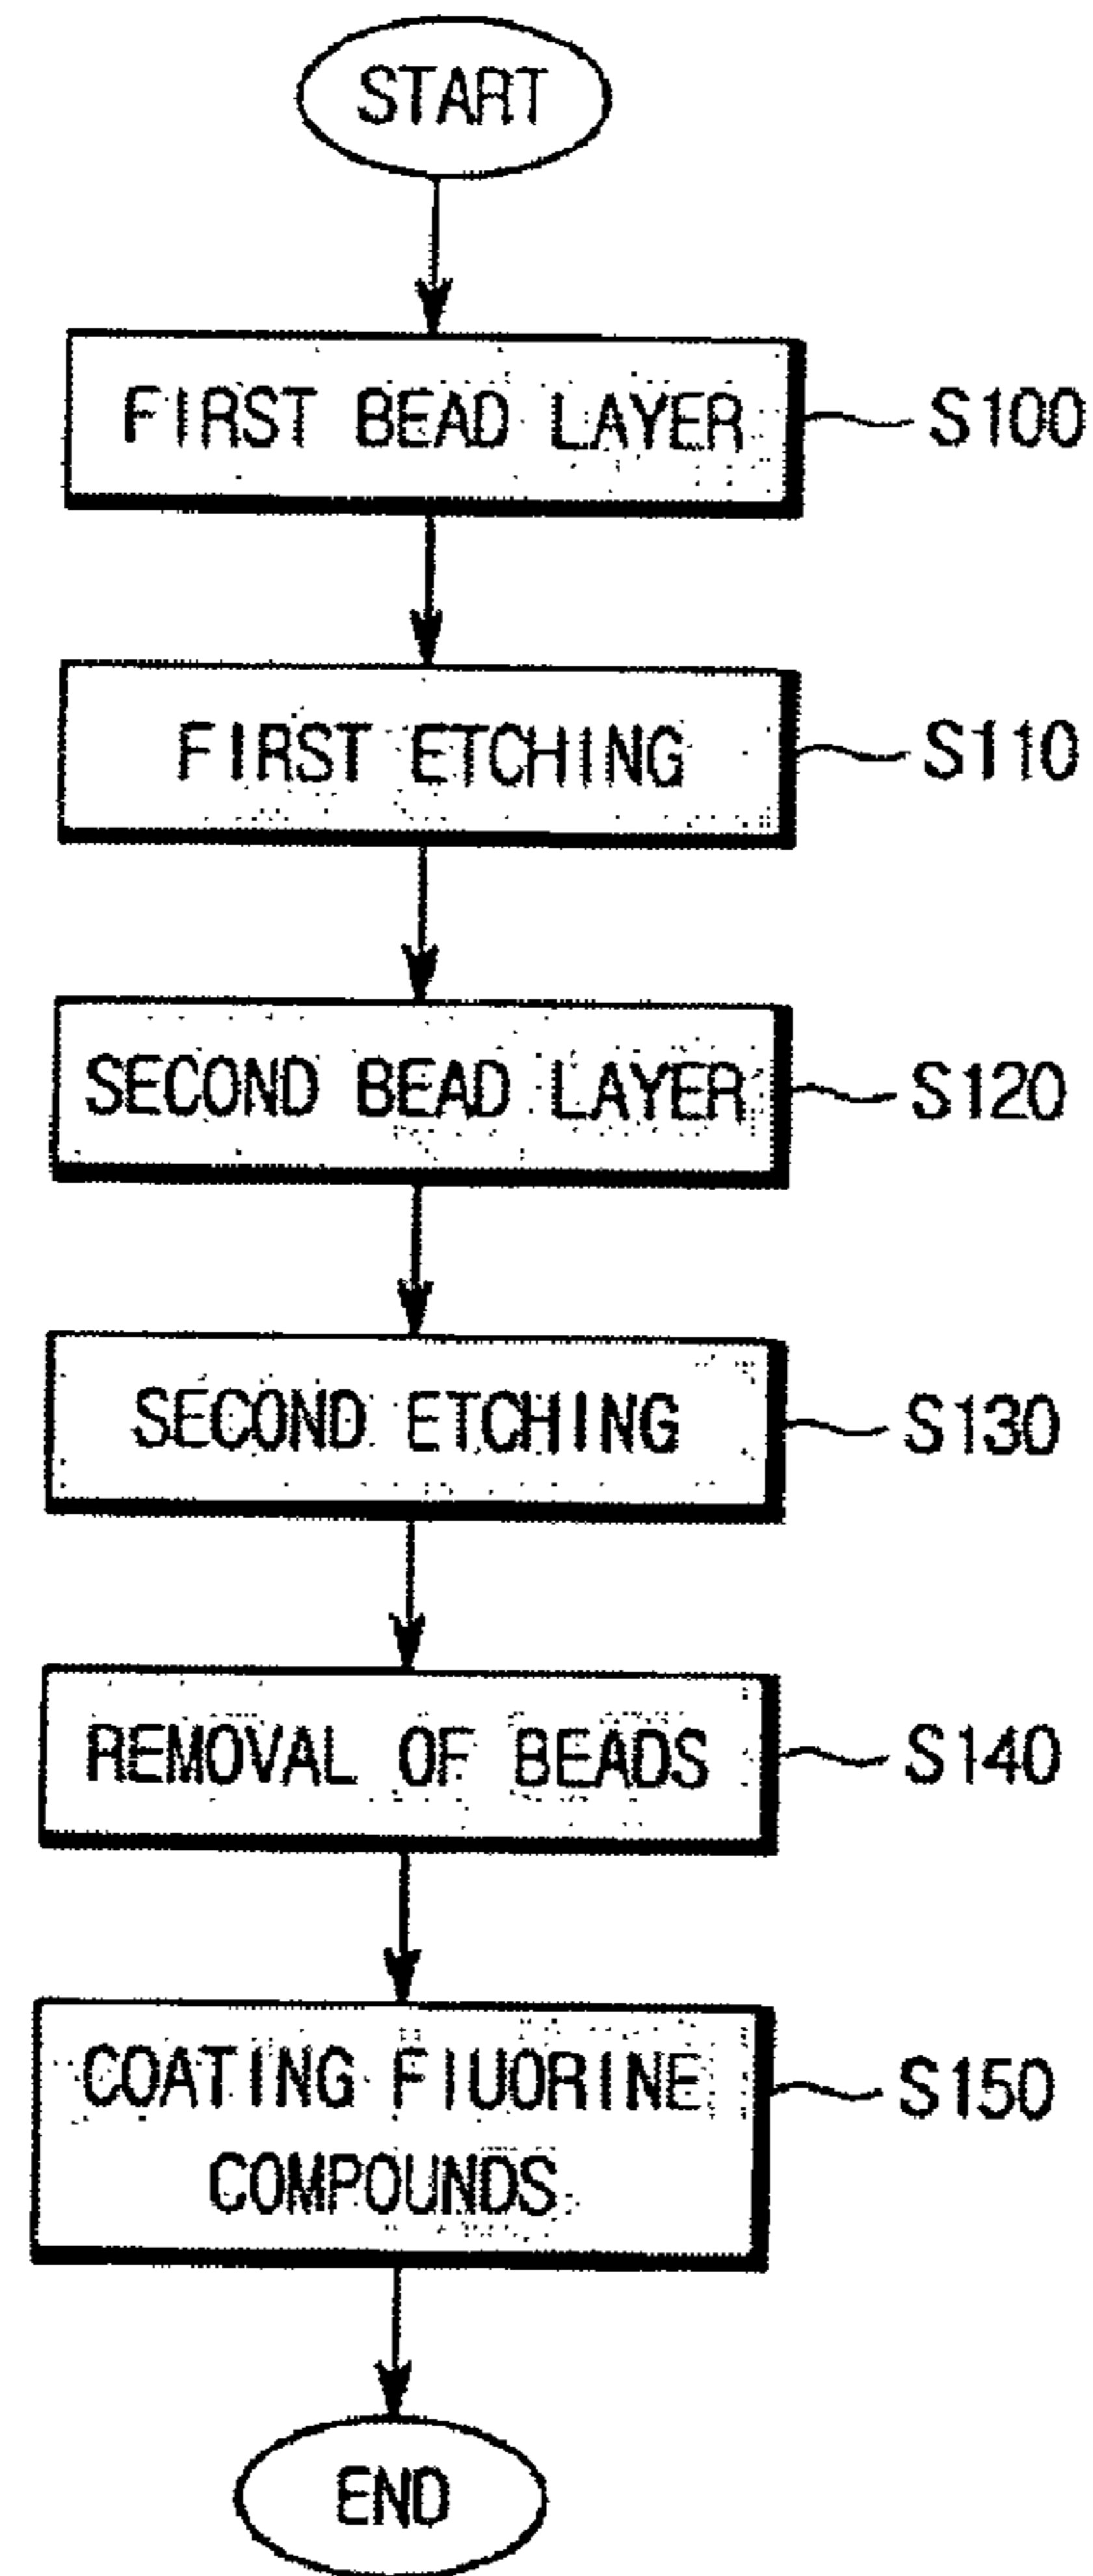 START
FIRST BEAD LAYER
S100
FIRST ETCHING
S110
SECOND BEAD LAYER
S120
SECOND ETCHING
S130
REMOVAL OF BEADS
S140
COATING FIUORINE
COMPOUNDS
S150
END